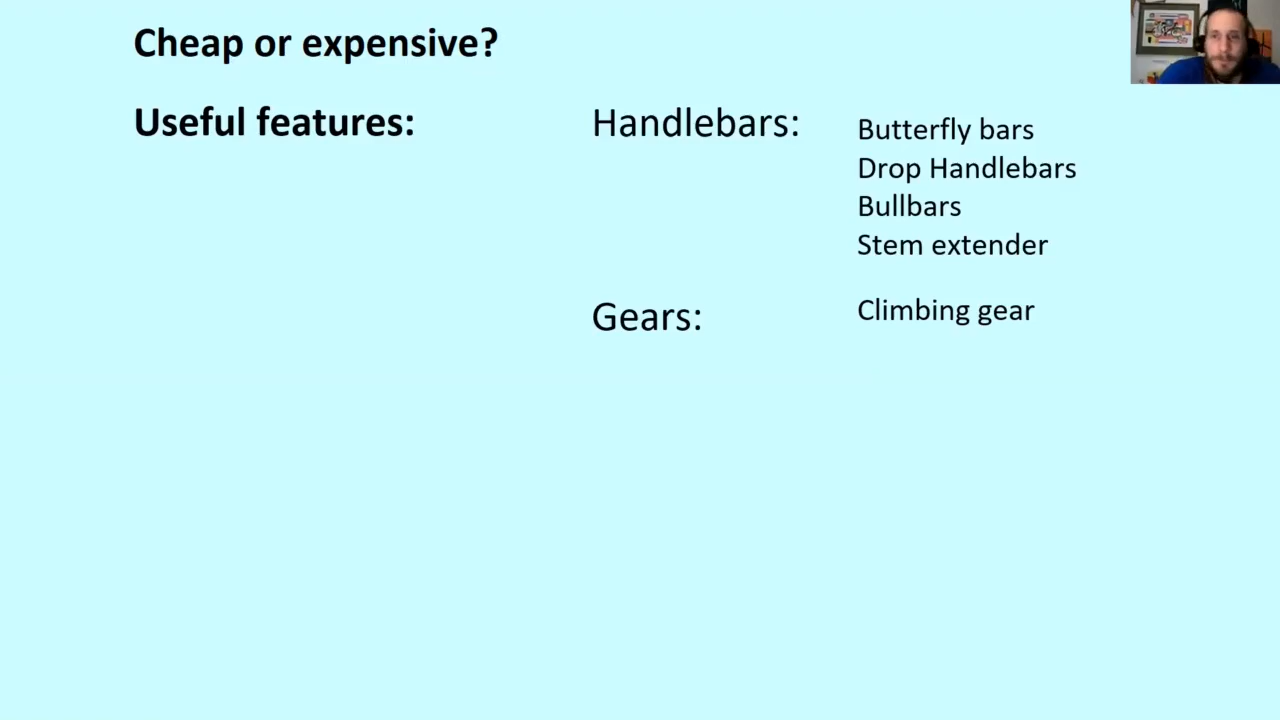 Cheap or expensive?
Useful features:
Handlebars:
Butterfly bars
Drop Handlebars
Bullbars
Stem extender
Gears:
Climbing gear